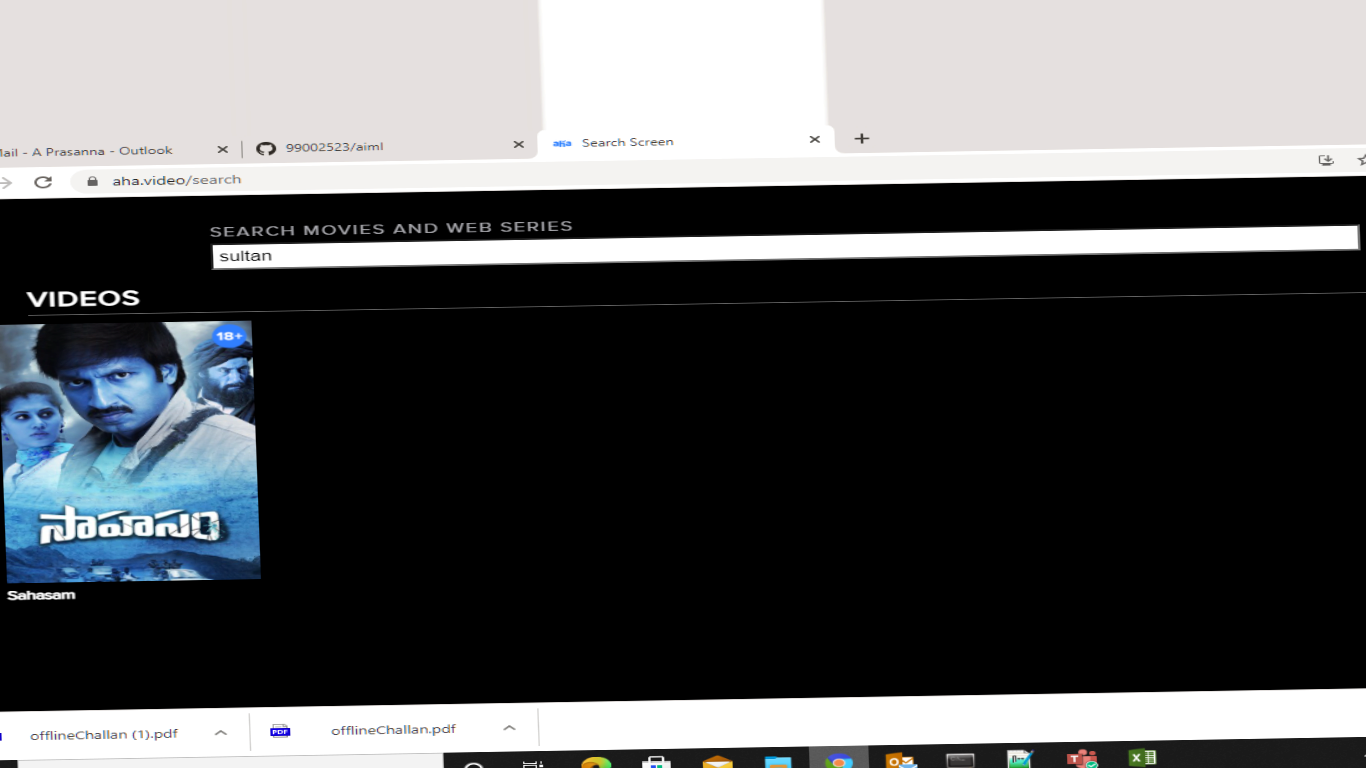 Mail - A Prasanna - Outlook
99002523/aiml
aha Search Screen
aha.video/search
SEARCH MOVIES AND WEB SERIES
sultan
VIDEOS
18+
సాహసం
Sahasam
offlineChallan (1).pdf
PDF offlineChallan.pdf